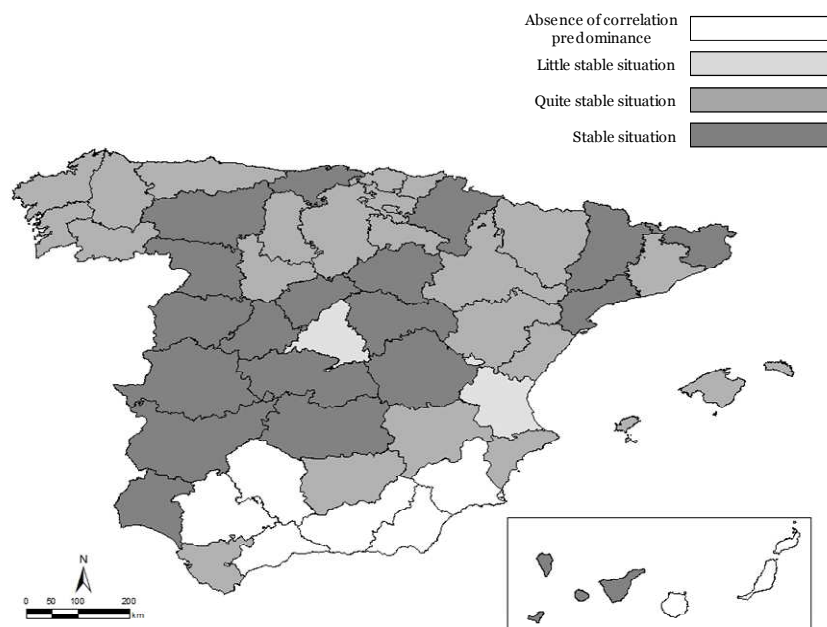 Absence of correlation
predominance
Little stable situation
Quite stable situation
Stable situation
N
0 50 100 200
km